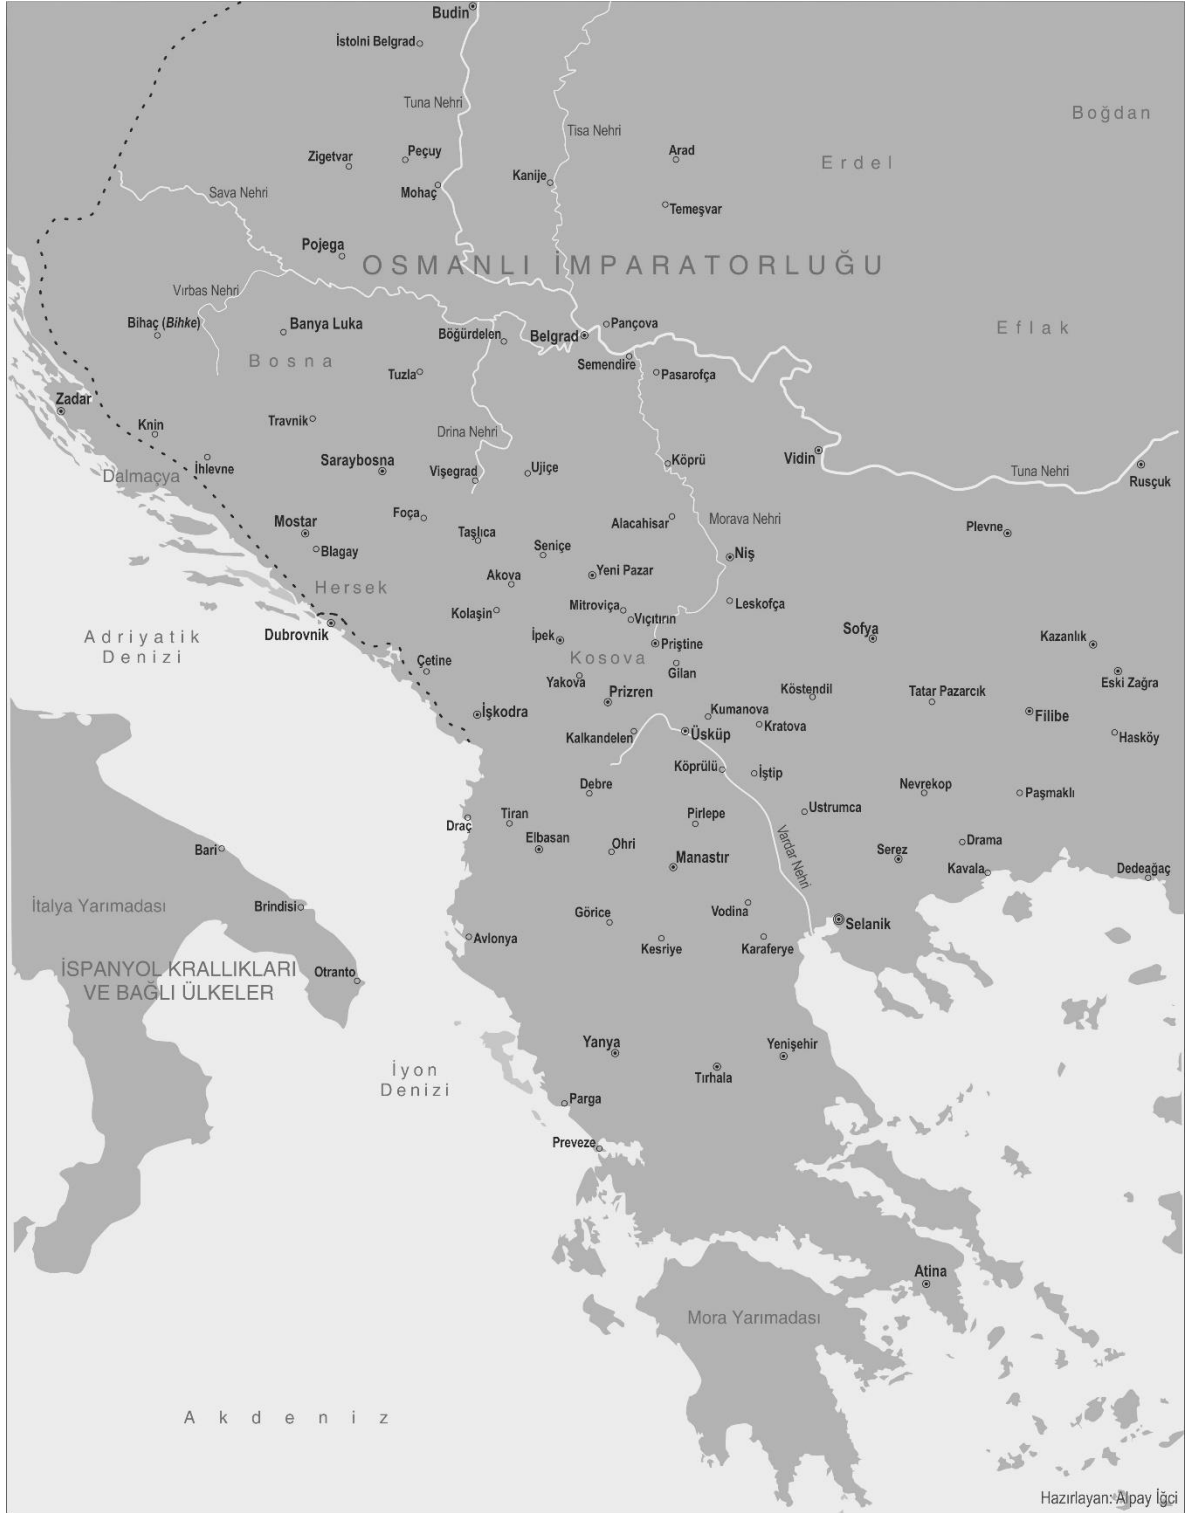 Budin
İstolni Belgrad
Tuna Nehri
Boğdan
Tisa Nehri
Peçuy
Arad
Zigetvar
Erdel
Kanije
Mohaç
Sava Nehri
Temeşvar
Pojega
OSMANLI İMPARATORLUĞU
Vırbas Nehri
Bihaç (Bihke)
Banya Luka
Böğürdelen
Belgrad
Pançova
Eflak
Bosna
Semendire
Tuzla
Pasarofça
Zadar
Knin
Travnik
Drina Nehri
Saraybosna
İhlevne
Vişegrad
Ujiçe
Köprü
Vidin
Tuna Nehri
Rusçuk
Dalmaçya
Foça
Mostar
Alacahisar
Morava Nehri
Plevne
Taşlıca
Blagay
Seniçe
Niş
Akova
Yeni Pazar
Hersek
Kolaşin
Mitroviça
Leskofça
Vıçıtırın
Adriyatik
Denizi
Dubrovnik
İpek
Priştine
Sofya
Kazanlık
Kosova
Çetine
Gilan
Yakova
Eski Zağra
Köstendil
Tatar Pazarcık
Prizren
İşkodra
Kumanova
Filibe
Kalkandelen
Üsküp
Kratova
Hasköy
Köprülü
İştip
Debre
Nevrekop
Paşmaklı
Tiran
Pirlepe
Ustrumca
Draç
Elbasan
Ohri
Manastır
Vardar Nehri
Drama
Serez
Bari
Kavala
Dedeağaç
İtalya Yarımadası
Brindisi
Görice
Vodina
Selanik
Avlonya
Kesriye
Karaferye
İSPANYOL KRALLIKLARI
VE BAĞLI ÜLKELER
Otranto
Yanya
Yenişehir
İyon
Denizi
Tırhala
Parga
Preveze
Atina
Mora Yarımadası
Akdeniz
Hazırlayan: Alpay İğci